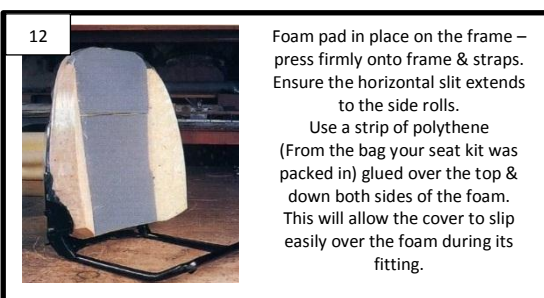 12
Foam pad in place on the frame –
press firmly onto frame & straps.
Ensure the horizontal slit extends
to the side rolls.
Use a strip of polythene
(From the bag your seat kit was
packed in) glued over the top &
down both sides of the foam.
This will allow the cover to slip
easily over the foam during its
fitting.